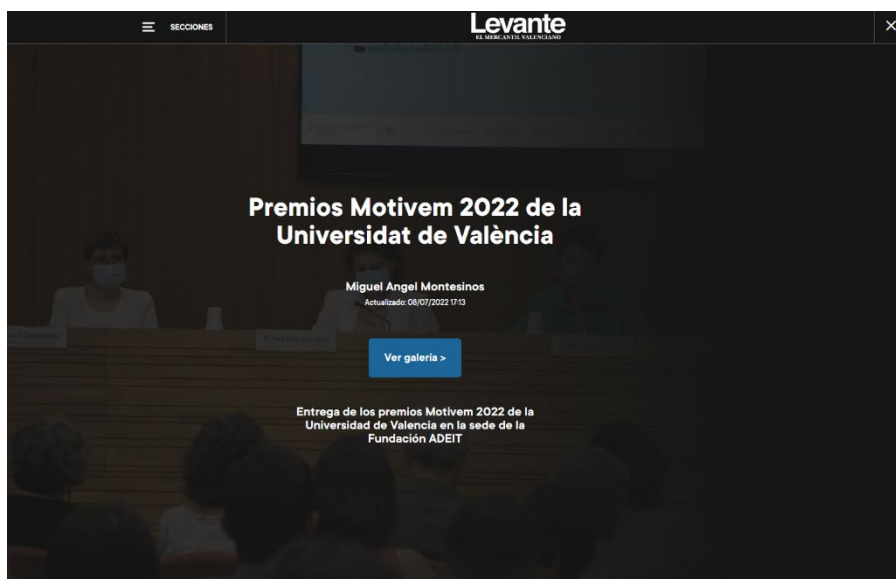 SECCIONES
Levante
EL MERCANTIL VALENCIANO
Premios Motivem 2022 de la
Universitat de València
Miguel Angel Montesinos
Actualizado: 08/07/2022 17:13
Ver galería >
Entrega de los premios Motivem 2022 de la
Universidad de Valencia en la sede de la
Fundación ADEIT